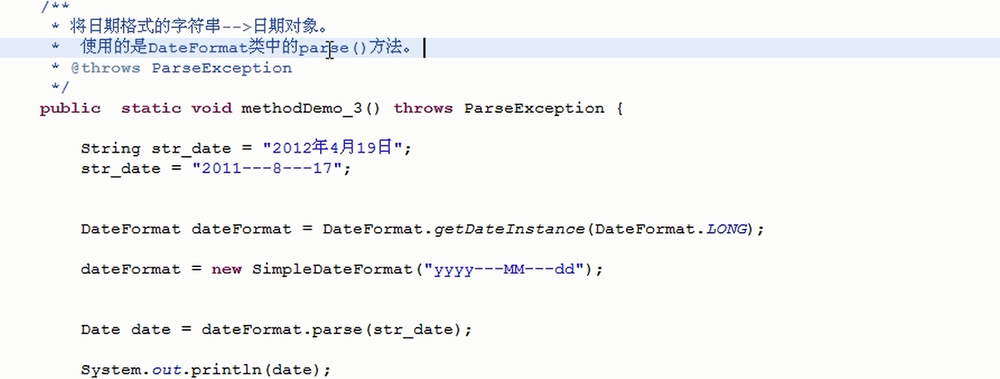 /**
* 将日期格式的字符串-->日期对象。
* 使用的是DateFormat类中的parse()方法。
* @throws ParseException
*/
public static void methodDemo_3() throws ParseException {
String str_date = "2012年4月19日";
str_date = "2011---8---17";
DateFormat dateFormat = DateFormat.getDateInstance(DateFormat.LONG);
dateFormat = new SimpleDateFormat("yyyy---MM---dd");
Date date = dateFormat.parse(str_date);
System.out.println(date);